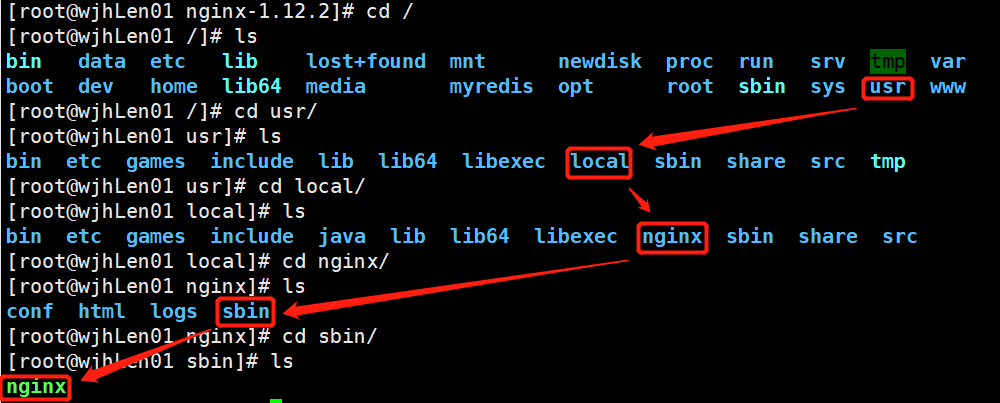 [root@wjhLen01 nginx-1.12.2]# cd /
[root@wjhLen01 /]# ls
bin data etc lib lost+found mnt newdisk proc run srv tmp var
boot dev home lib64 media myredis opt root sbin sys usr www
[root@wjhLen01 /]# cd usr/
[root@wjhLen01 usr]# ls
bin etc games include lib lib64 libexec local sbin share src tmp
[root@wjhLen01 usr]# cd local/
[root@wjhLen01 local]# ls
bin etc games include java lib lib64 libexec nginx sbin share src
[root@wjhLen01 local]# cd nginx/
[root@wjhLen01 nginx]# ls
conf html logs sbin
[root@wjhLen01 nginx]# cd sbin/
[root@wjhLen01 sbin]# ls
nginx